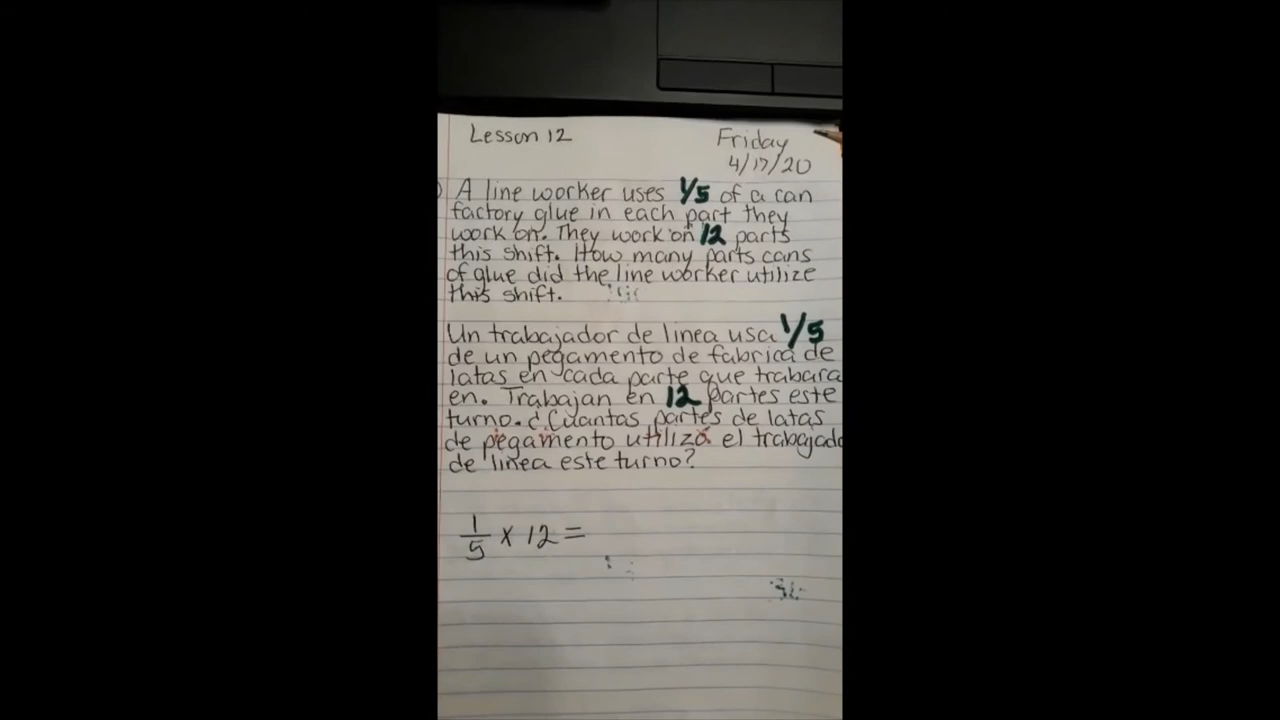 Lesson 12
Friday
4/17/20
) A line worker uses 1/5 of a can
factory glue in each part they
work on. They work on 12 parts
this shift. How many parts cans
of glue did the line worker utilize
this shift.
Un trabajador de linea usa 1/5
de un pegamento de fabrica de
latas en cada parte que trabara
en. Trabajan en 12 partes este
turno. ¿Cuantas partes de latas
de pegamento utilizó el trabajado
de linea este turno?
1/5 x 12 =